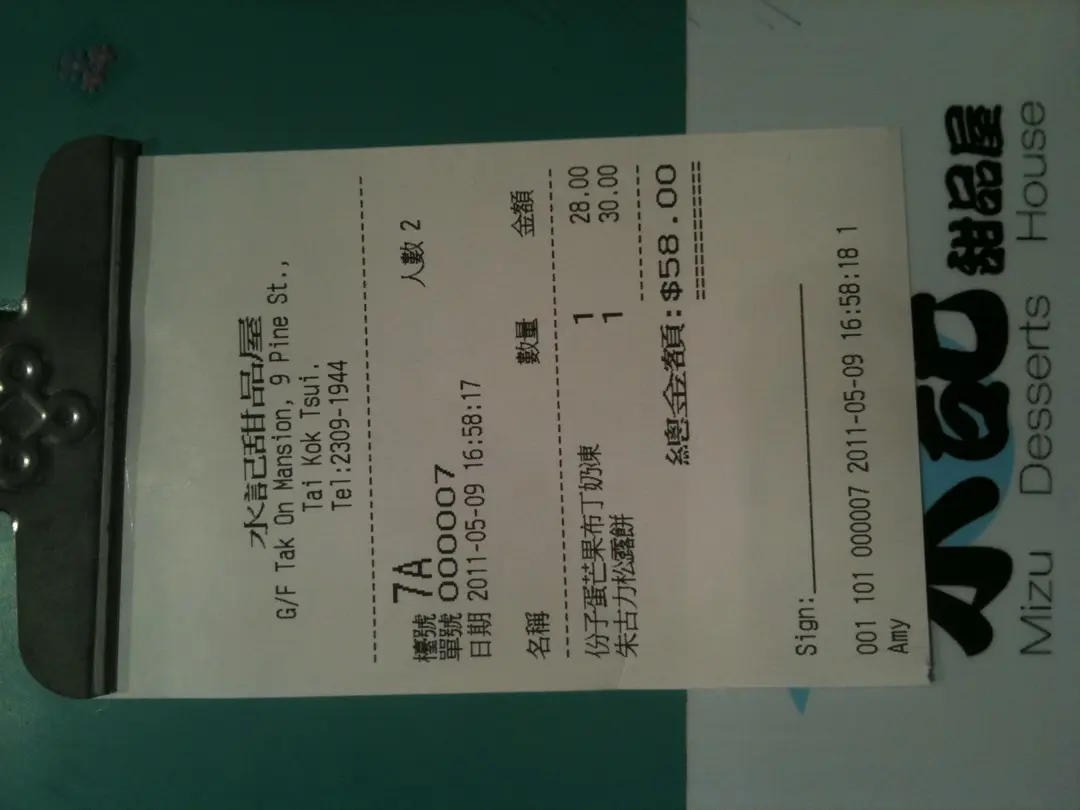 水記甜品屋
G/F Tak On Mansion, 9 Pine St.,
Tai Kok Tsui.
Tel:2309-1944
檯號 7A 人數 2
單號 000007
日期 2011-05-09 16:58:17
名稱 數量 金額
份子蛋芒果布丁奶凍 1 28.00
朱古力松露餅 1 30.00
總金額:$58.00
Sign:
001 101 000007 2011-05-09 16:58:18 1
Amy
水記 甜品屋
Mizu Desserts House